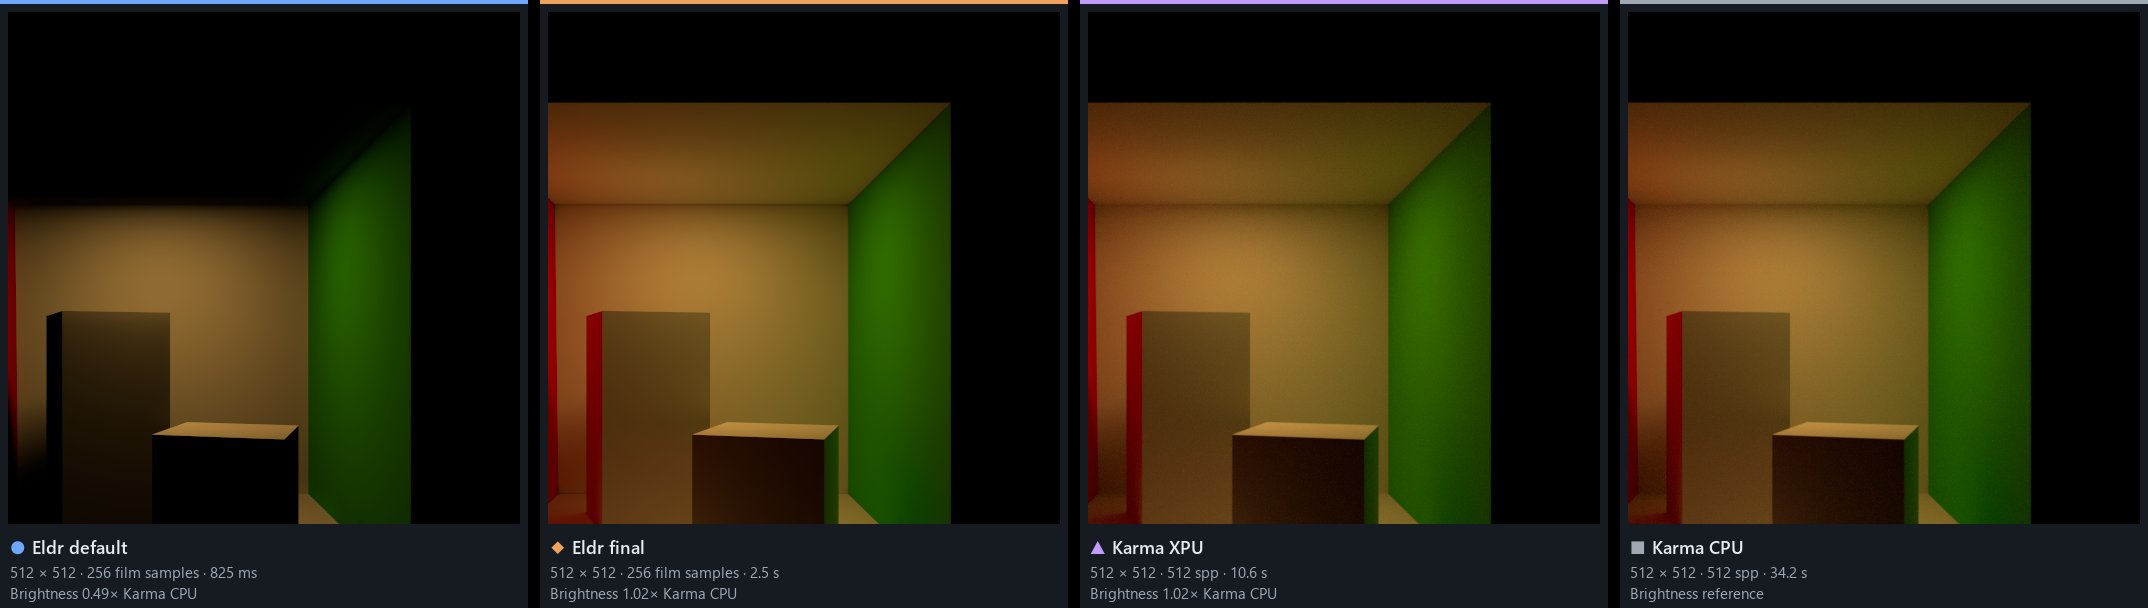 Eldr default
512 × 512 · 256 film samples · 825 ms
Brightness 0.49× Karma CPU
Eldr final
512 × 512 · 256 film samples · 2.5 s
Brightness 1.02× Karma CPU
Karma XPU
512 × 512 · 512 spp · 10.6 s
Brightness 1.02× Karma CPU
Karma CPU
512 × 512 · 512 spp · 34.2 s
Brightness reference